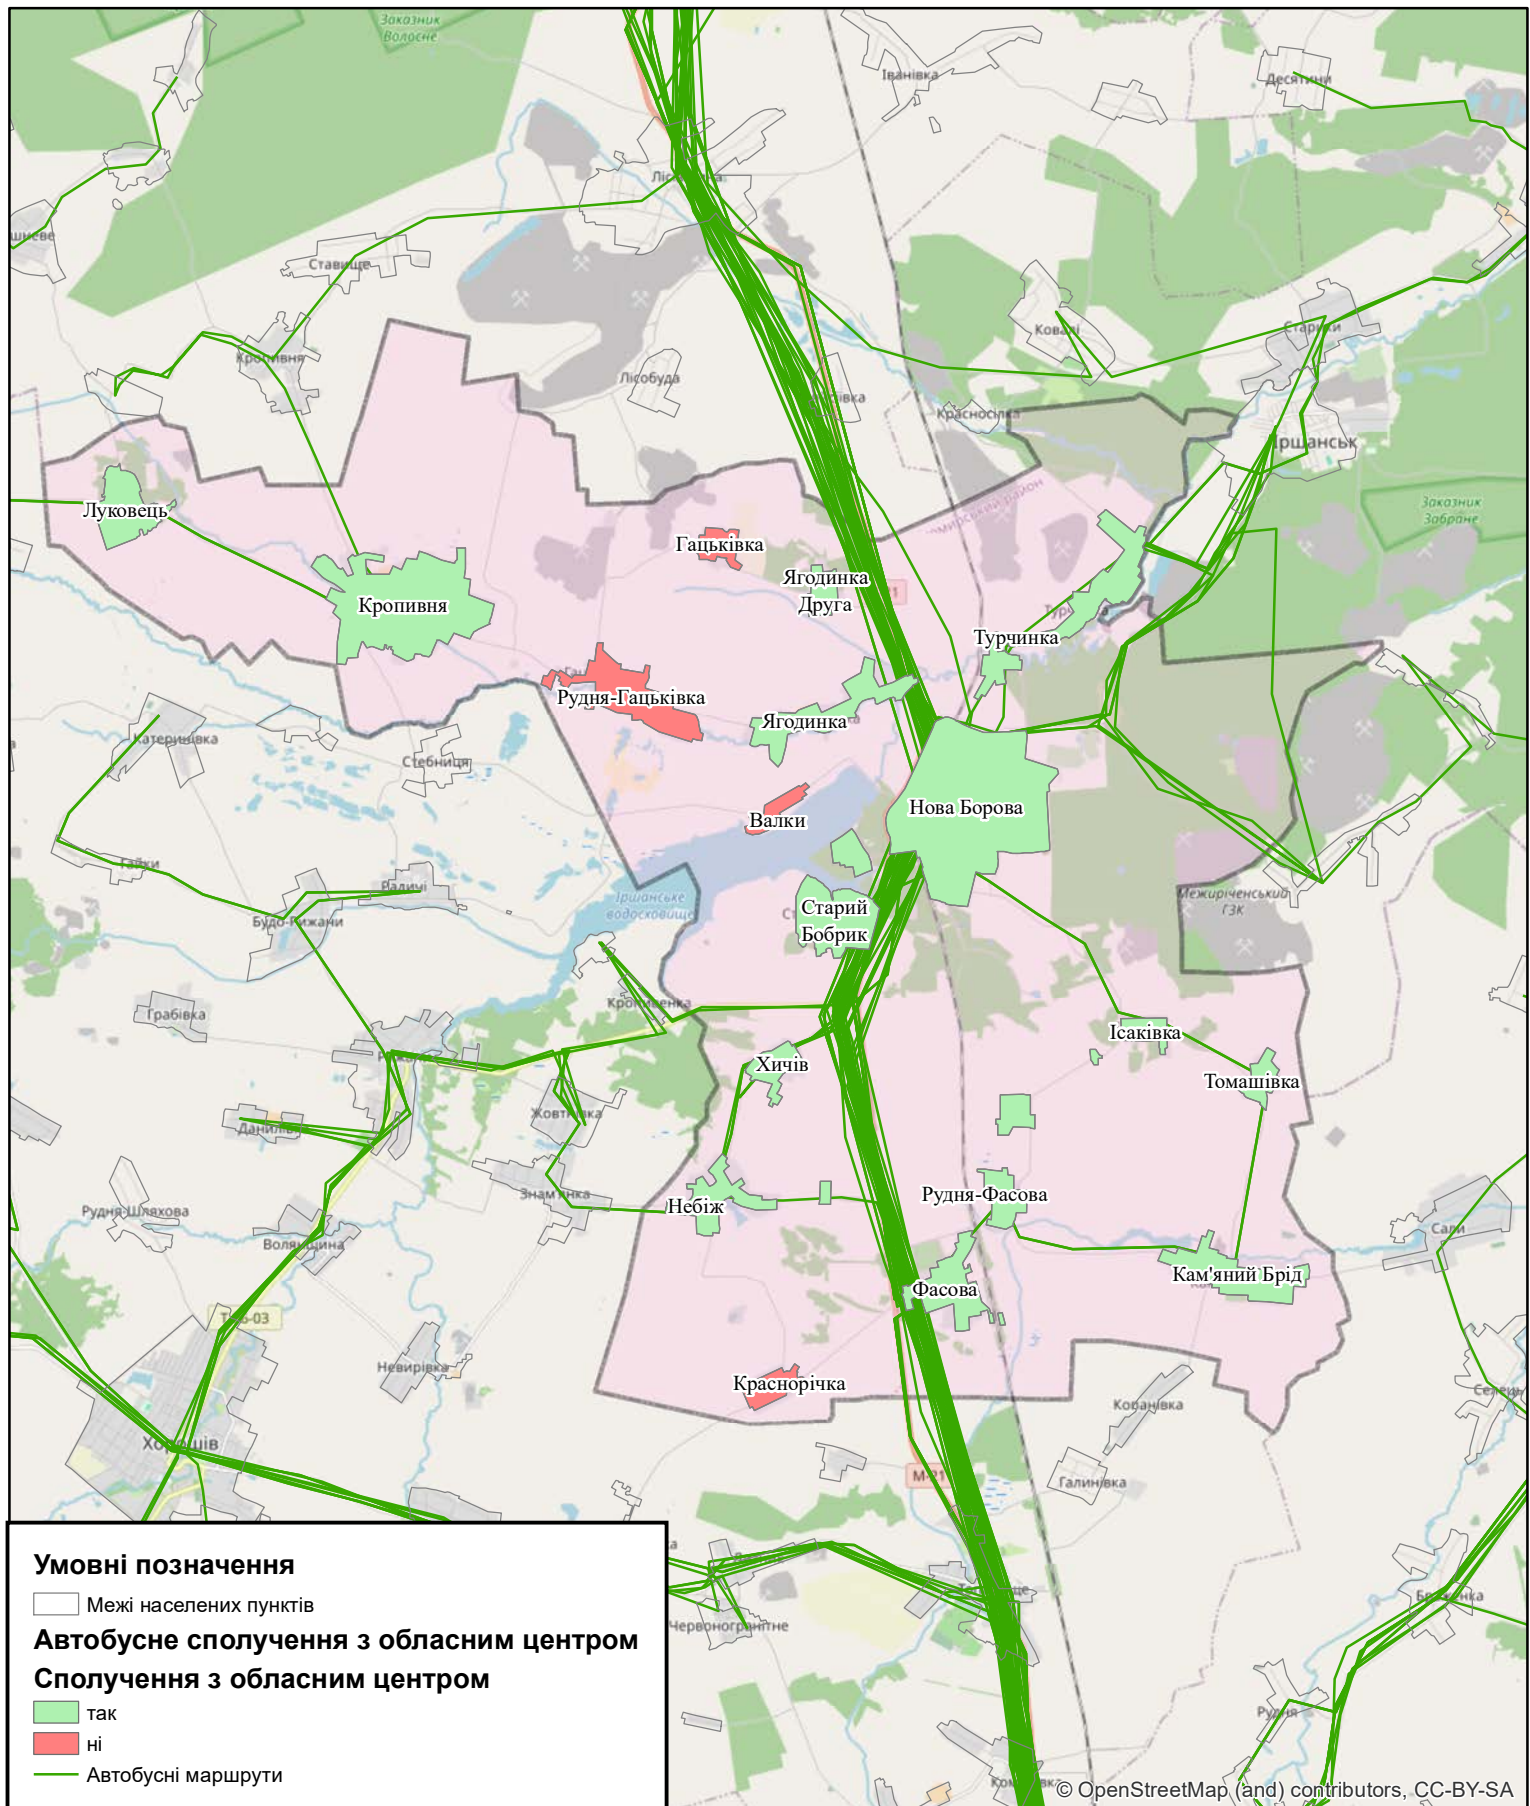 Заказник
Волосне
Іванівка
Десятини
Ставище
Кропивня
Лісобуда
Ковалі
Старики
Красносілка
Іршанськ
Заказник
Забране
Луковець
Кропивня
Гацьківка
Ягодинка
Друга
Турчинка
Рудня-Гацьківка
Ягодинка
Катеринівка
Стебниця
Валки
Нова Борова
Гайки
Радичі
Будо-Рижани
Іршанське
водосховище
Старий
Бобрик
Межиріченський
ГЗК
Грабівка
Кропивенка
Ісаківка
Хичів
Томашівка
Жовтнівка
Знам'янка
Рудня-Шляхова
Небіж
Рудня-Фасова
Волянщина
Сали
Кам'яний Брід
Фасова
Невирівка
Краснорічка
Копанівка
Хорошів
М-21
Галинівка
Червоногранітне
Рудня
Умовні позначення
Межі населених пунктів
Автобусне сполучення з обласним центром
Сполучення з обласним центром
так
ні
Автобусні маршрути
© OpenStreetMap (and) contributors, CC-BY-SA